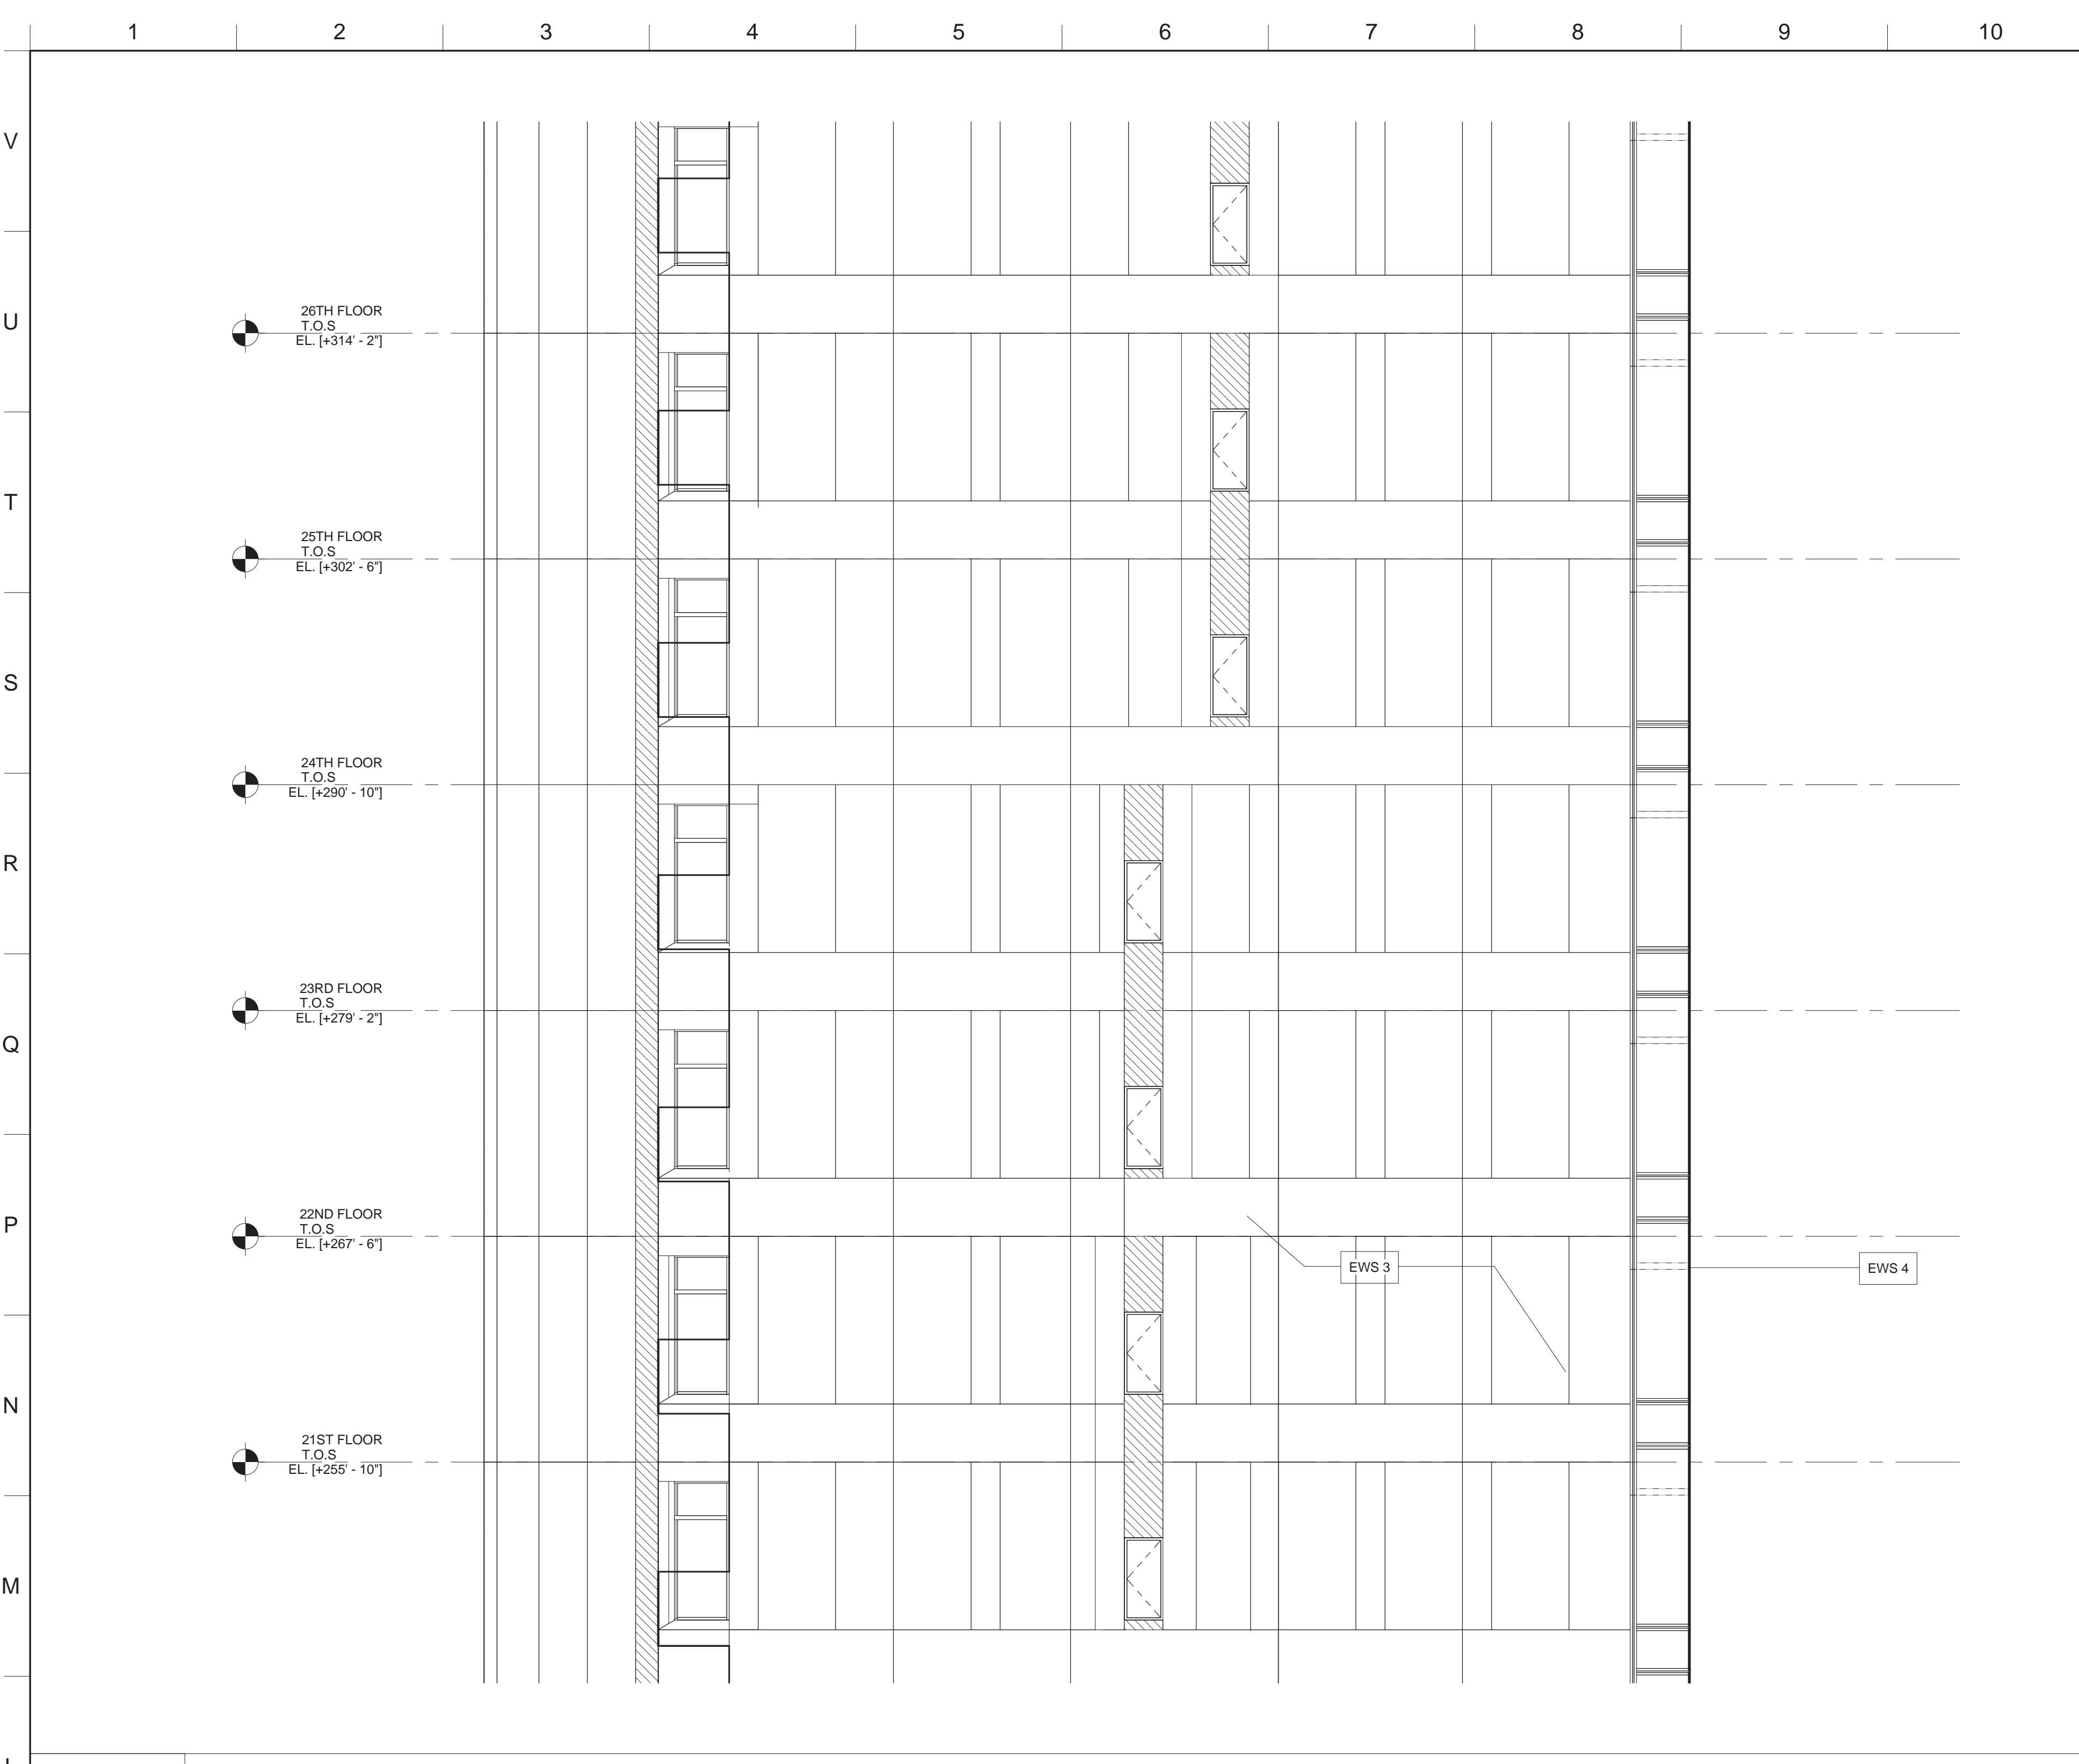 1 2 3 4 5 6 7 8 9 10
V
U
26TH FLOOR
T.O.S
EL. [+314' - 2"]
T
25TH FLOOR
T.O.S
EL. [+302' - 6"]
S
24TH FLOOR
T.O.S
EL. [+290' - 10"]
R
23RD FLOOR
T.O.S
EL. [+279' - 2"]
Q
22ND FLOOR
T.O.S
EL. [+267' - 6"]
P
EWS 3
EWS 4
N
21ST FLOOR
T.O.S
EL. [+255' - 10"]
M